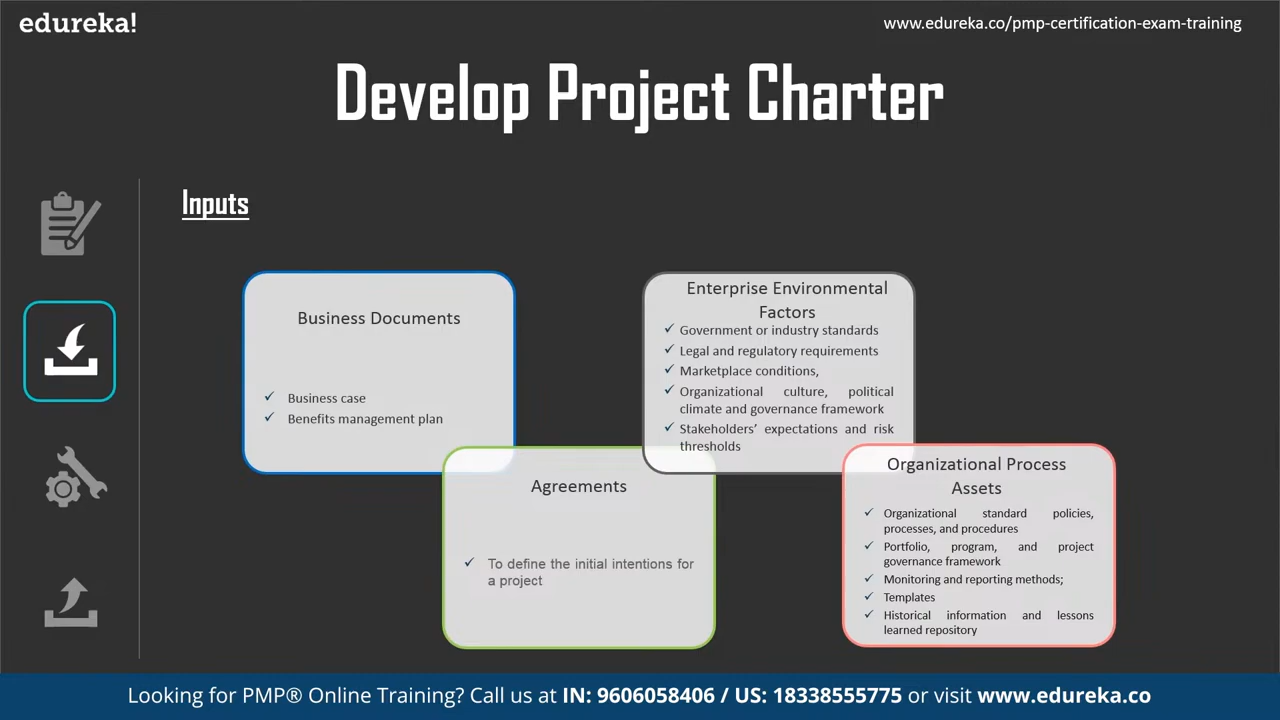 edureka!
www.edureka.co/pmp-certification-exam-training
Develop Project Charter
Inputs
Business Documents
✓ Business case
✓ Benefits management plan
Agreements
✓ To define the initial intentions for
a project
Enterprise Environmental
Factors
✓ Government or industry standards
✓ Legal and regulatory requirements
✓ Marketplace conditions,
✓ Organizational culture, political
climate and governance framework
✓ Stakeholders’ expectations and risk
thresholds
Organizational Process
Assets
✓ Organizational standard policies,
processes, and procedures
✓ Portfolio, program, and project
governance framework
✓ Monitoring and reporting methods;
✓ Templates
✓ Historical information and lessons
learned repository
Looking for PMP® Online Training? Call us at IN: 9606058406 / US: 18338555775 or visit www.edureka.co